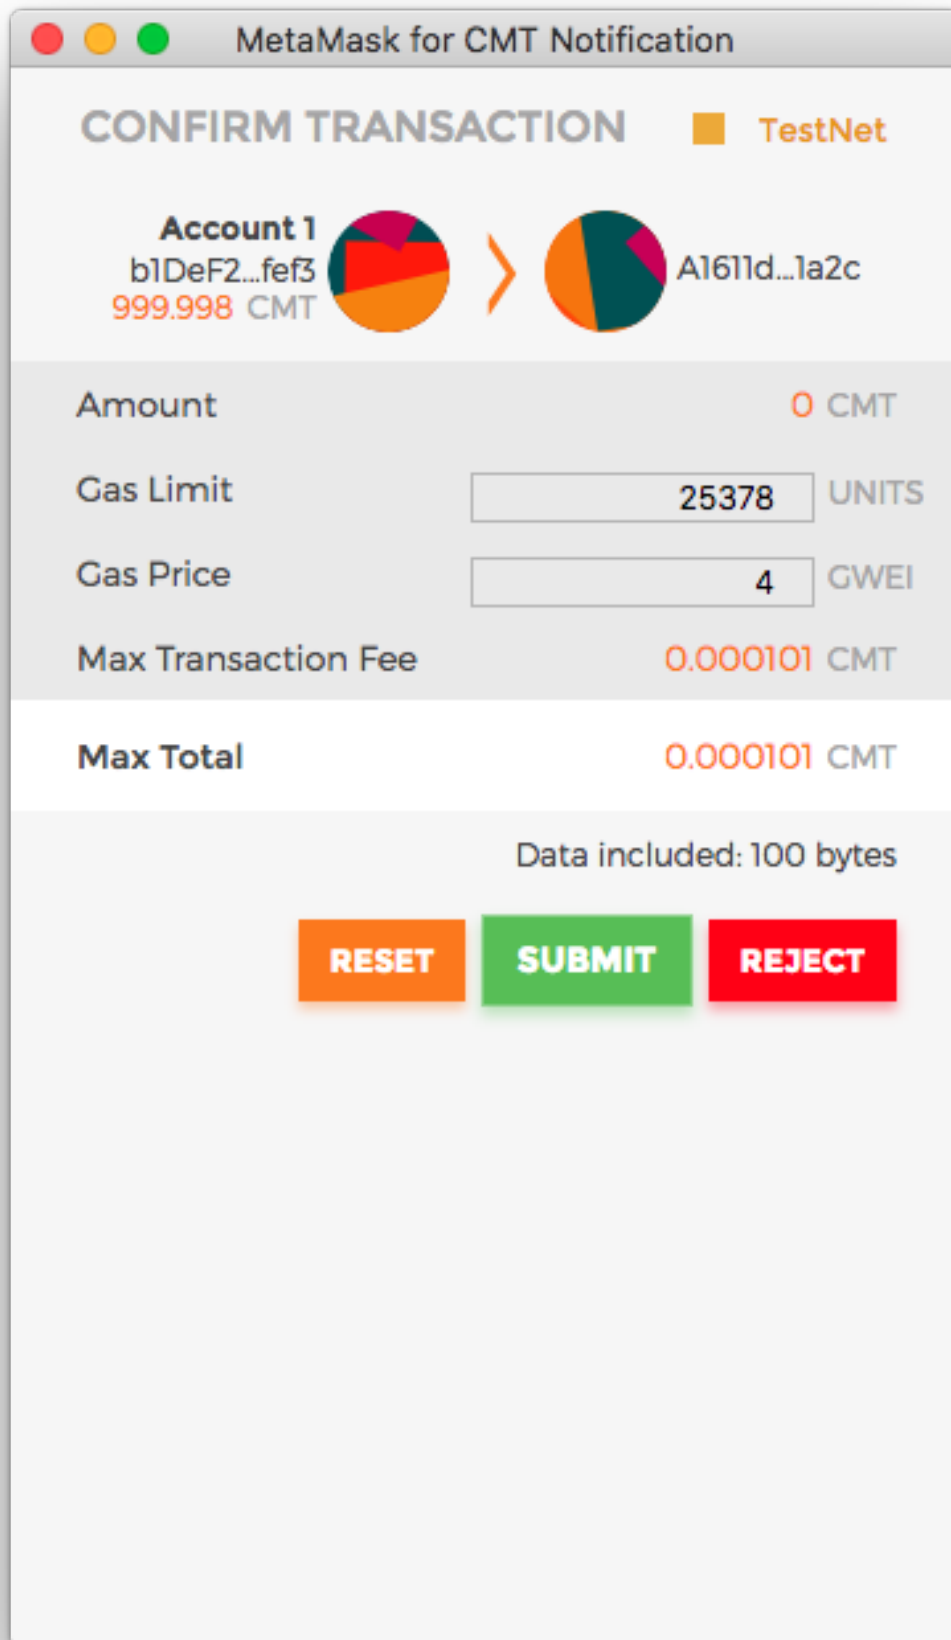 MetaMask for CMT Notification
CONFIRM TRANSACTION TestNet
Account 1
b1DeF2...fef3
999.998 CMT
A1611d...1a2c
Amount 0 CMT
Gas Limit 25378 UNITS
Gas Price 4 GWEI
Max Transaction Fee 0.000101 CMT
Max Total 0.000101 CMT
Data included: 100 bytes
RESET SUBMIT REJECT